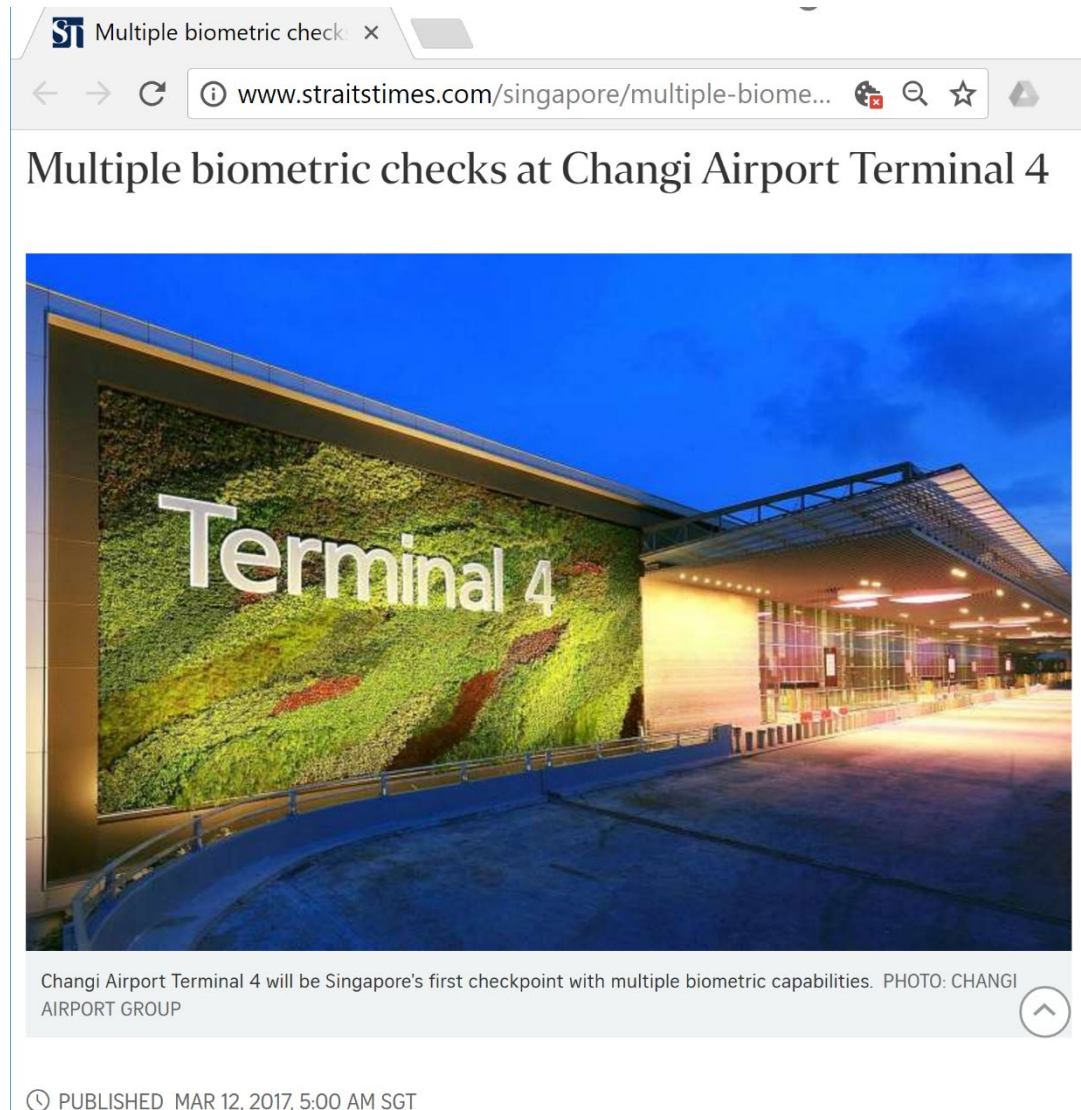 ST Multiple biometric check
www.straitstimes.com/singapore/multiple-biome...
Multiple biometric checks at Changi Airport Terminal 4
Terminal 4
Changi Airport Terminal 4 will be Singapore's first checkpoint with multiple biometric capabilities. PHOTO: CHANGI
AIRPORT GROUP
PUBLISHED MAR 12, 2017, 5:00 AM SGT